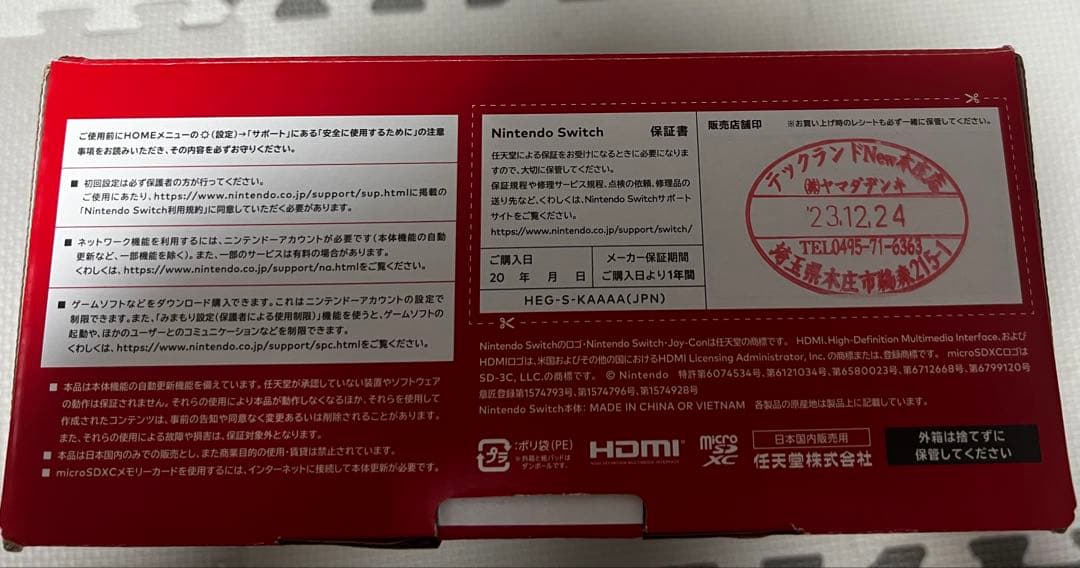 ご使用前にHOMEメニューの(設定)→「サポート」にある「安全に使用するために」の注意
事項をお読みいただき、その内容を必ずお守りください。
■ 初回設定は必ず保護者の方が行ってください。
ご使用にあたり、https://www.nintendo.co.jp/support/sup.htmlに掲載の
「Nintendo Switch利用規約」に同意していただく必要があります。
■ ネットワーク機能を利用するには、ニンテンドーアカウントが必要です(本体機能の自動
更新など、一部機能を除く)。また、一部のサービスは有料の場合があります。
くわしくは、https://www.nintendo.co.jp/support/na.htmlをご覧ください。
■ ゲームソフトなどをダウンロード購入できます。これはニンテンドーアカウントの設定で
制限できます。また、「みまもり設定(保護者による使用制限)」機能を使うと、ゲームソフトの
起動や、ほかのユーザーとのコミュニケーションなどを制限できます。
くわしくは、https://www.nintendo.co.jp/support/spc.htmlをご覧ください。
■ 本品は本体機能の自動更新機能を備えています。任天堂が承認していない装置やソフトウェア
の動作は保証されません。それらの使用により本品が動作しなくなるほか、それらを使用して
作成されたコンテンツは、事前の告知や同意なく変更あるいは削除されることがあります。
また、それらの使用による故障や損害は、保証対象外となります。
■ 本品は日本国内のみでの販売とし、また商業目的の使用・賃貸は禁止されています。
■ microSDXCメモリーカードを使用するには、インターネットに接続して本体更新が必要です。
Nintendo Switch 保証書
任天堂による保証をお受けになるときに必要になりま
すので、大切に保管してください。
保証規程や修理サービス規程、点検の依頼、修理品の
送り先など、くわしくは、Nintendo Switchサポート
サイトをご覧ください。
https://www.nintendo.co.jp/support/switch/
ご購入日
20 年 月 日
メーカー保証期間
ご購入日より1年間
HEG-S-KAAAA(JPN)
販売店舗印 ※お買い上げ時のレシートも必ず一緒に保管してください。
テックランドNew本庄店
㈱ヤマダデンキ
'23.12.24
TEL0495-71-6363
埼玉県本庄市鵜森215-1
Nintendo Switchのロゴ・Nintendo Switch・Joy-Conは任天堂の商標です。 HDMI、High-Definition Multimedia Interface、および
HDMIロゴは、米国およびその他の国におけるHDMI Licensing Administrator, Inc. の商標または、登録商標です。 microSDXCロゴは
SD-3C, LLC.の商標です。 © Nintendo 特許第6074534号、第6121034号、第6580023号、第6712668号、第6799120号
意匠登録第1574793号、第1574796号、第1574928号
Nintendo Switch本体: MADE IN CHINA OR VIETNAM 各製品の原産地は製品上に記載しています。
プラ
:ポリ袋(PE)
※外箱と紙パッドは
ダンボールです。
HDMI
HIGH-DEFINITION MULTIMEDIA INTERFACE
micro
SD
XC
日本国内販売用
任天堂株式会社
外箱は捨てずに
保管してください